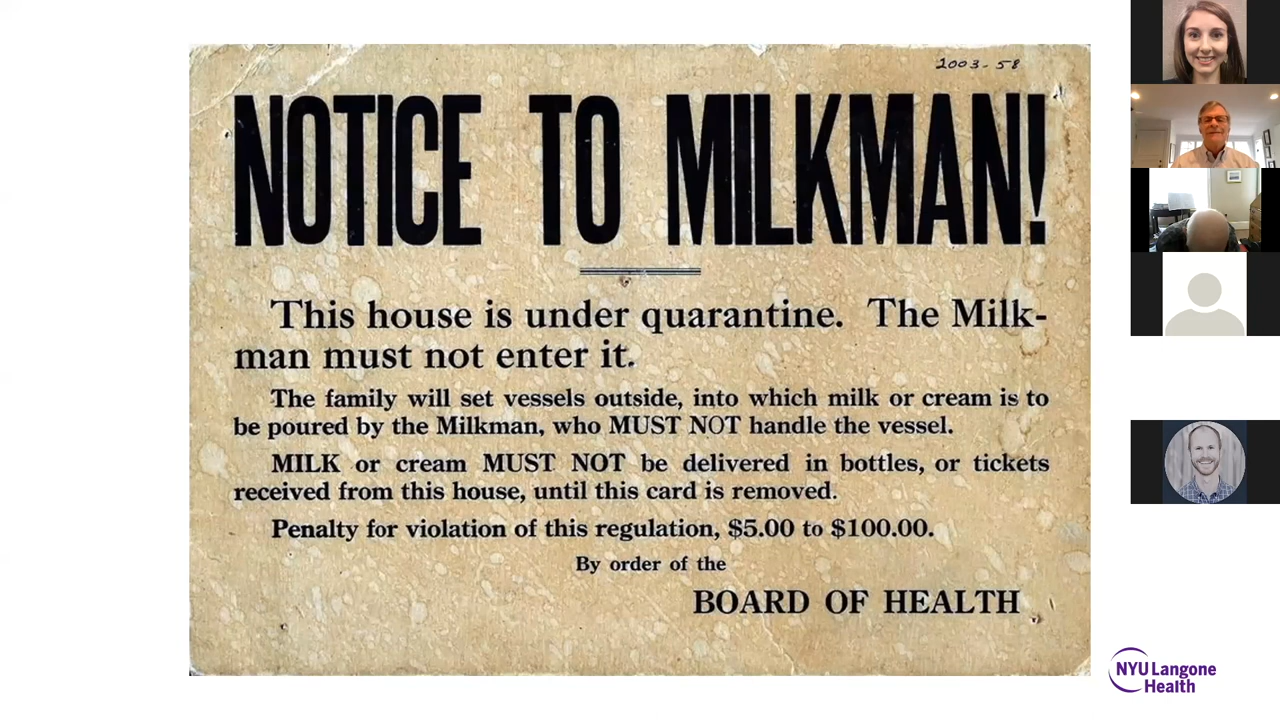 2003-58
NOTICE TO MILKMAN!
This house is under quarantine. The Milk-
man must not enter it.
The family will set vessels outside, into which milk or cream is to
be poured by the Milkman, who MUST NOT handle the vessel.
MILK or cream MUST NOT be delivered in bottles, or tickets
received from this house, until this card is removed.
Penalty for violation of this regulation, $5.00 to $100.00.
By order of the
BOARD OF HEALTH
NYU Langone
Health